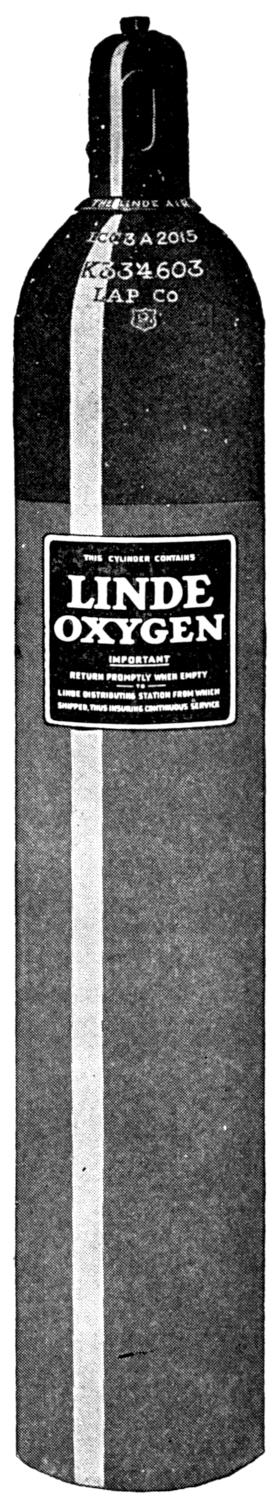 THE LINDE AIR
ICC 3 A 2015
K334603
LAP Co
THIS CYLINDER CONTAINS
LINDE
OXYGEN
IMPORTANT
RETURN PROMPTLY WHEN EMPTY
TO
LINDE DISTRIBUTING STATION FROM WHICH
SHIPPED, THUS INSURING CONTINUOUS SERVICE